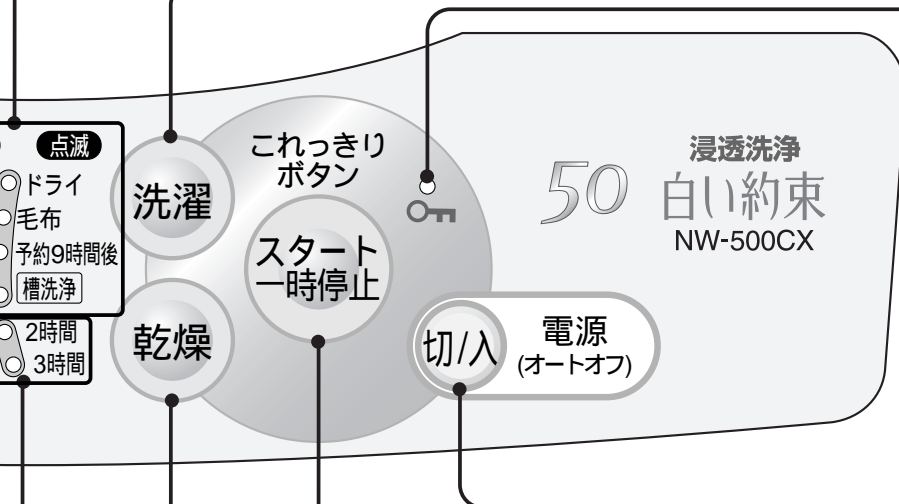 点滅
ドライ
毛布
予約9時間後
槽洗浄
2時間
3時間
洗濯
乾燥
これっきり
ボタン
スタート
一時停止
切/入
電源
(オートオフ)
50
浸透洗浄
白い約束
NW-500CX